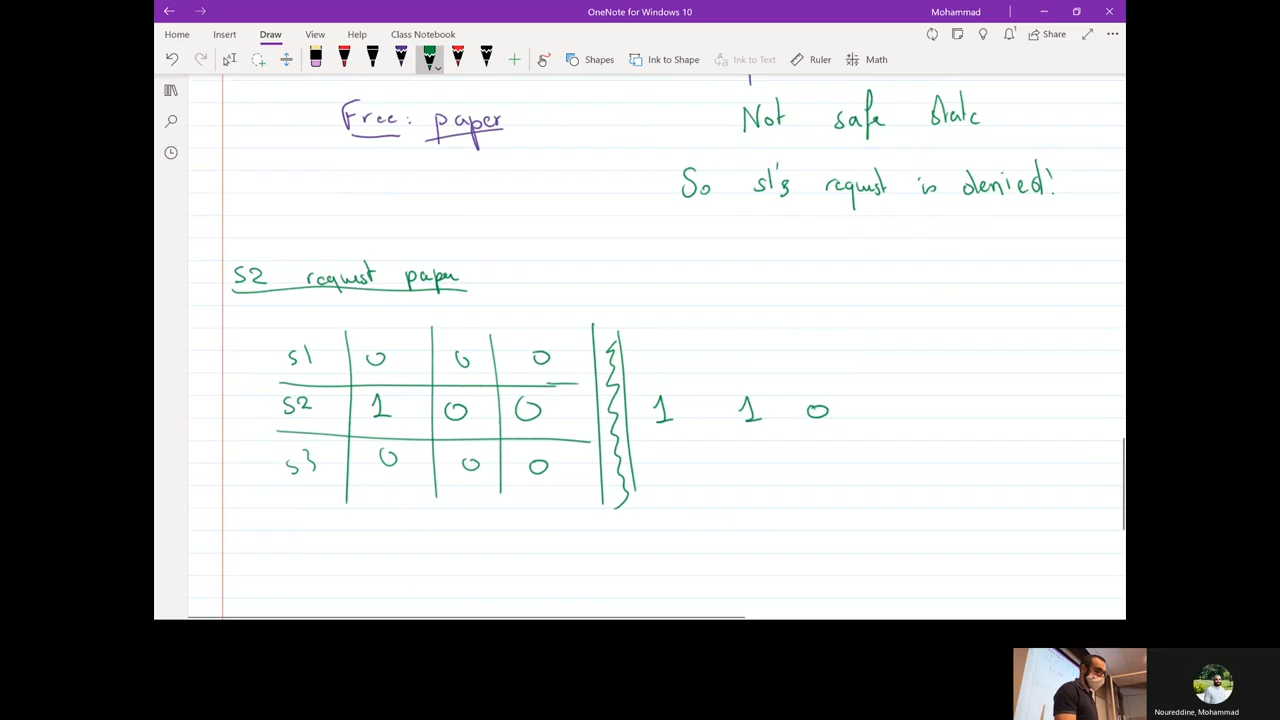 OneNote for Windows 10
Mohammad
Home Insert Draw View Help Class Notebook
Share
Shapes Ink to Shape Ink to Text Ruler Math
Free: paper
Not safe state
So s1's request is denied!
S2 request paper
S1 0 0 0
S2 1 0 0 1 1 0
S3 0 0 0
Noureddine, Mohammad